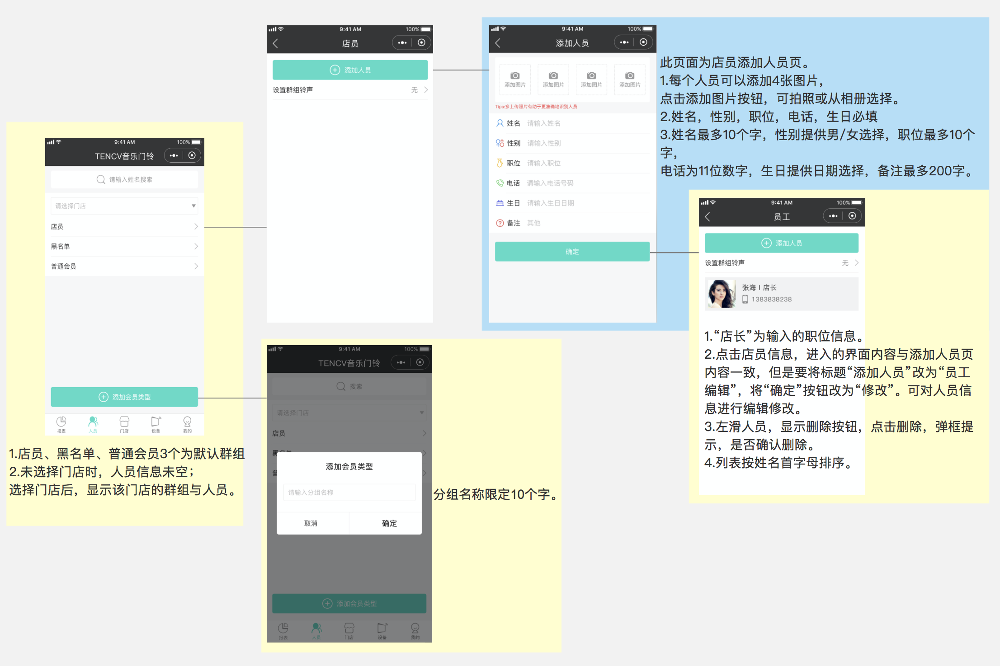 9:41 AM
100%
TENCV音乐门铃
请输入姓名搜索
请选择门店
店员
黑名单
普通会员
添加会员类型
报表
人员
门店
设备
我的
1.店员、黑名单、普通会员3个为默认群组
2.未选择门店时，人员信息未空；
选择门店后，显示该门店的群组与人员。
9:41 AM
100%
店员
添加人员
设置群组铃声 无
9:41 AM
100%
添加人员
添加图片 添加图片 添加图片 添加图片
Tips:多上传照片有助于更准确地识别人员
姓名 请输入姓名
性别 请输入性别
职位 请输入职位
电话 请输入电话号码
生日 请输入生日日期
备注 其他
确定
此页面为店员添加人员页。
1.每个人员可以添加4张图片，
点击添加图片按钮，可拍照或从相册选择。
2.姓名，性别，职位，电话，生日必填
3.姓名最多10个字，性别提供男/女选择，职位最多10个
字，
电话为11位数字，生日提供日期选择，备注最多200字。
9:41 AM
100%
员工
添加人员
设置群组铃声 无
张海 | 店长
1383838238
1.“店长”为输入的职位信息。
2.点击店员信息，进入的界面内容与添加人员页
内容一致，但是要将标题“添加人员”改为“员工
编辑”，将“确定”按钮改为“修改”。可对人员信
息进行编辑修改。
3.左滑人员，显示删除按钮，点击删除，弹框提
示，是否确认删除。
4.列表按姓名首字母排序。
9:41 AM
100%
TENCV音乐门铃
搜索
请选择门店
店员
添加会员类型
请输入分组名称
取消 确定
添加会员类型
报表
人员
门店
设备
我的
分组名称限定10个字。